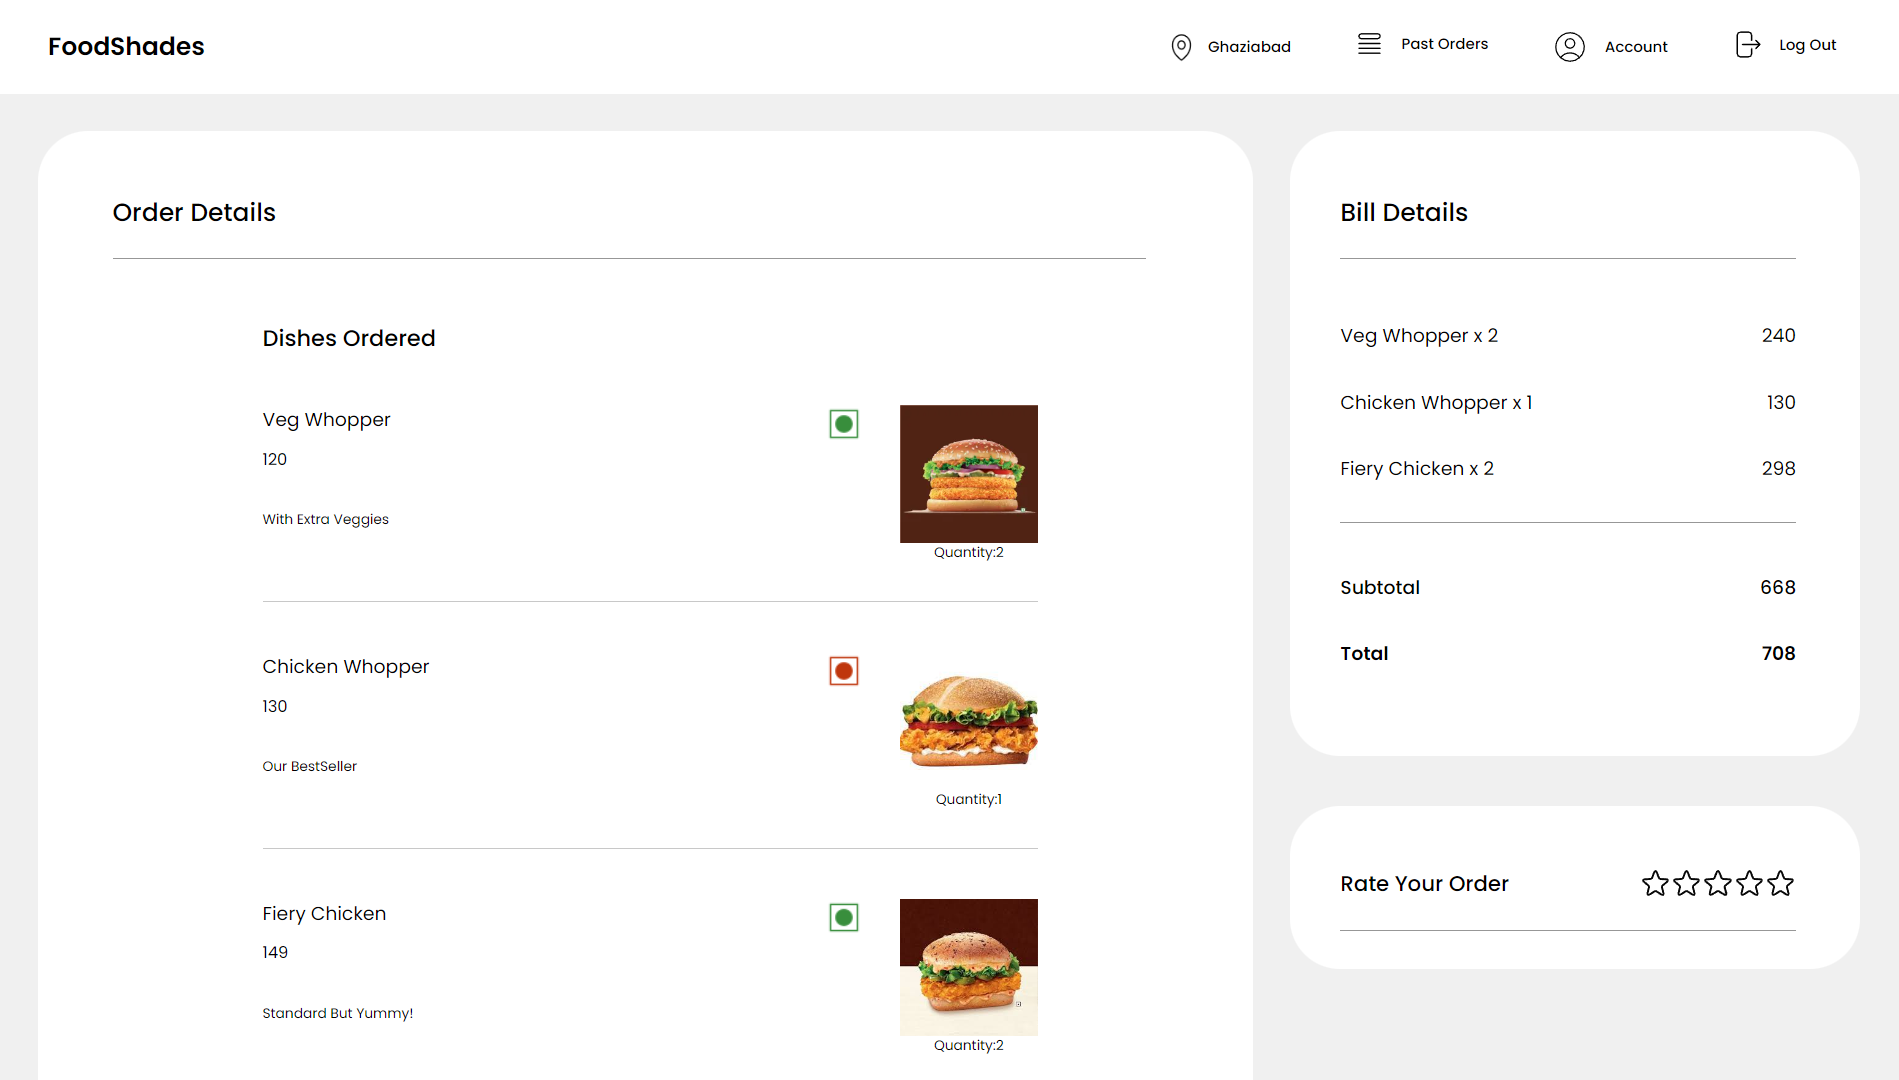 FoodShades
Ghaziabad
Past Orders
Account
Log Out
Order Details
Dishes Ordered
Veg Whopper
120
With Extra Veggies
Quantity:2
Chicken Whopper
130
Our BestSeller
Quantity:1
Fiery Chicken
149
Standard But Yummy!
Quantity:2
Bill Details
Veg Whopper x 2 240
Chicken Whopper x 1 130
Fiery Chicken x 2 298
Subtotal 668
Total 708
Rate Your Order